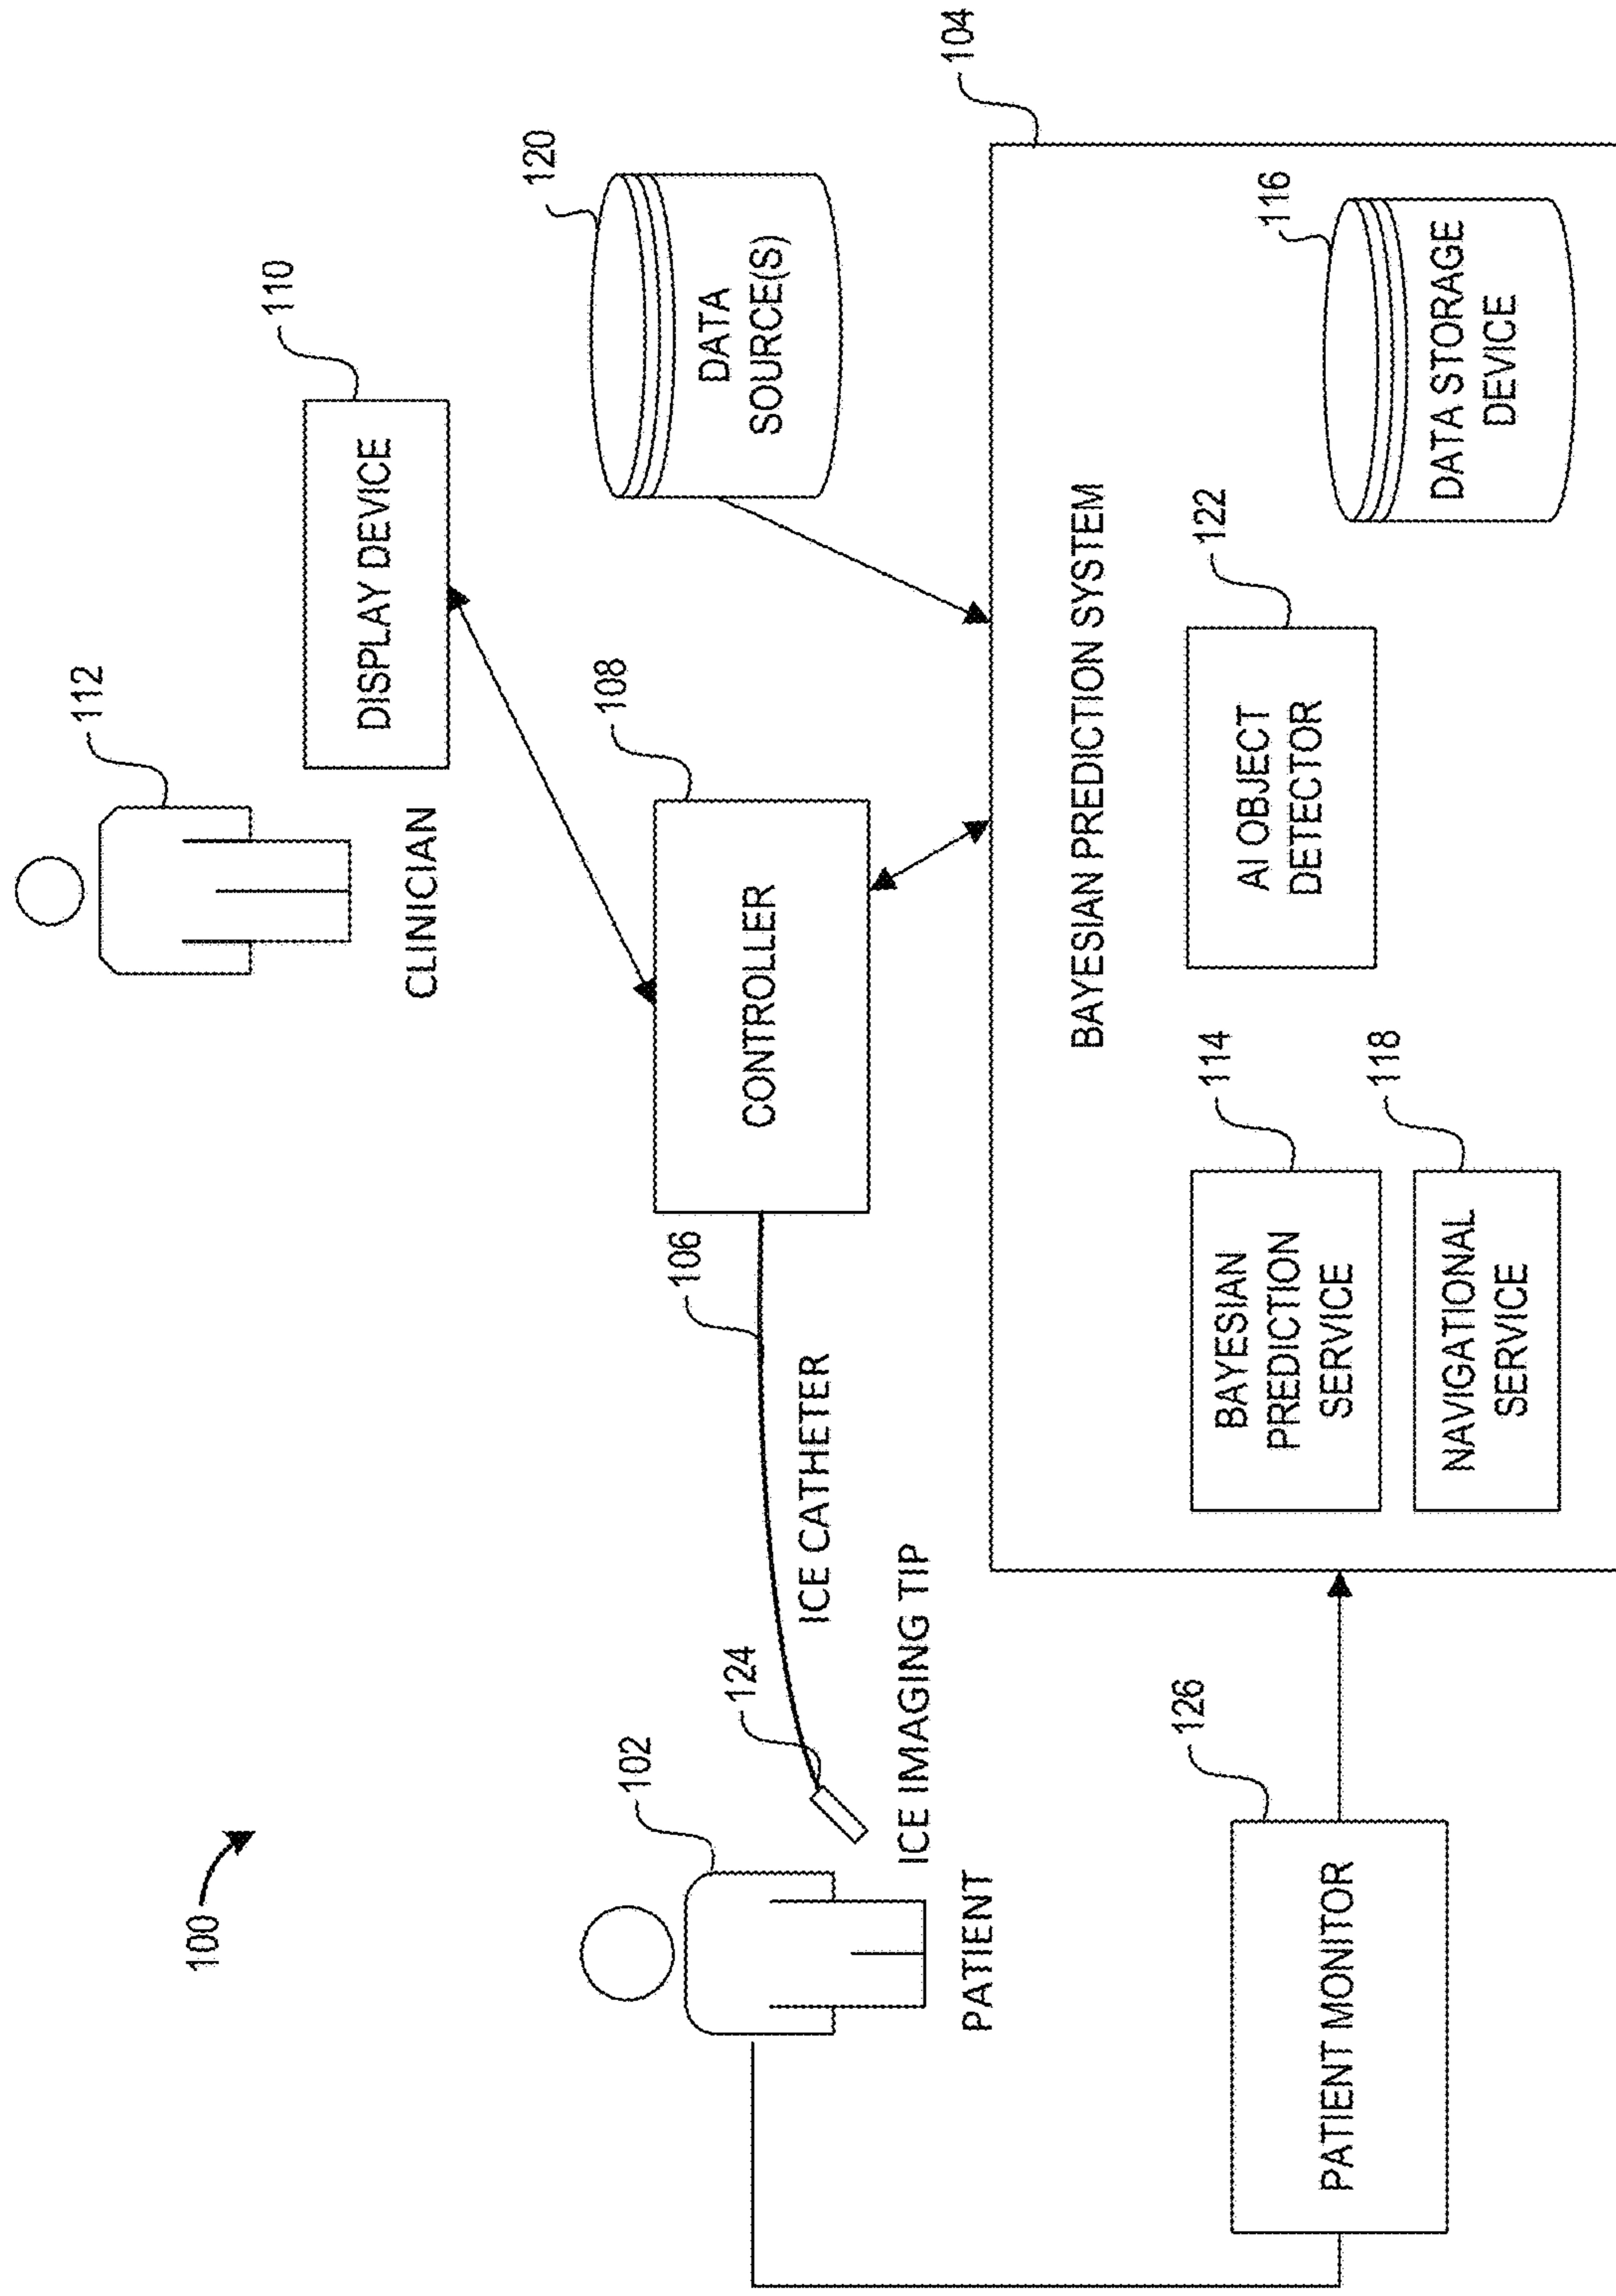 100
112
CLINICIAN
110
DISPLAY DEVICE
102
PATIENT
124
ICE IMAGING TIP
ICE CATHETER
106
108
CONTROLLER
120
DATA
SOURCE(S)
104
126
PATIENT MONITOR
BAYESIAN PREDICTION SYSTEM
114
BAYESIAN
PREDICTION
SERVICE
118
NAVIGATIONAL
SERVICE
122
AI OBJECT
DETECTOR
116
DATA STORAGE
DEVICE